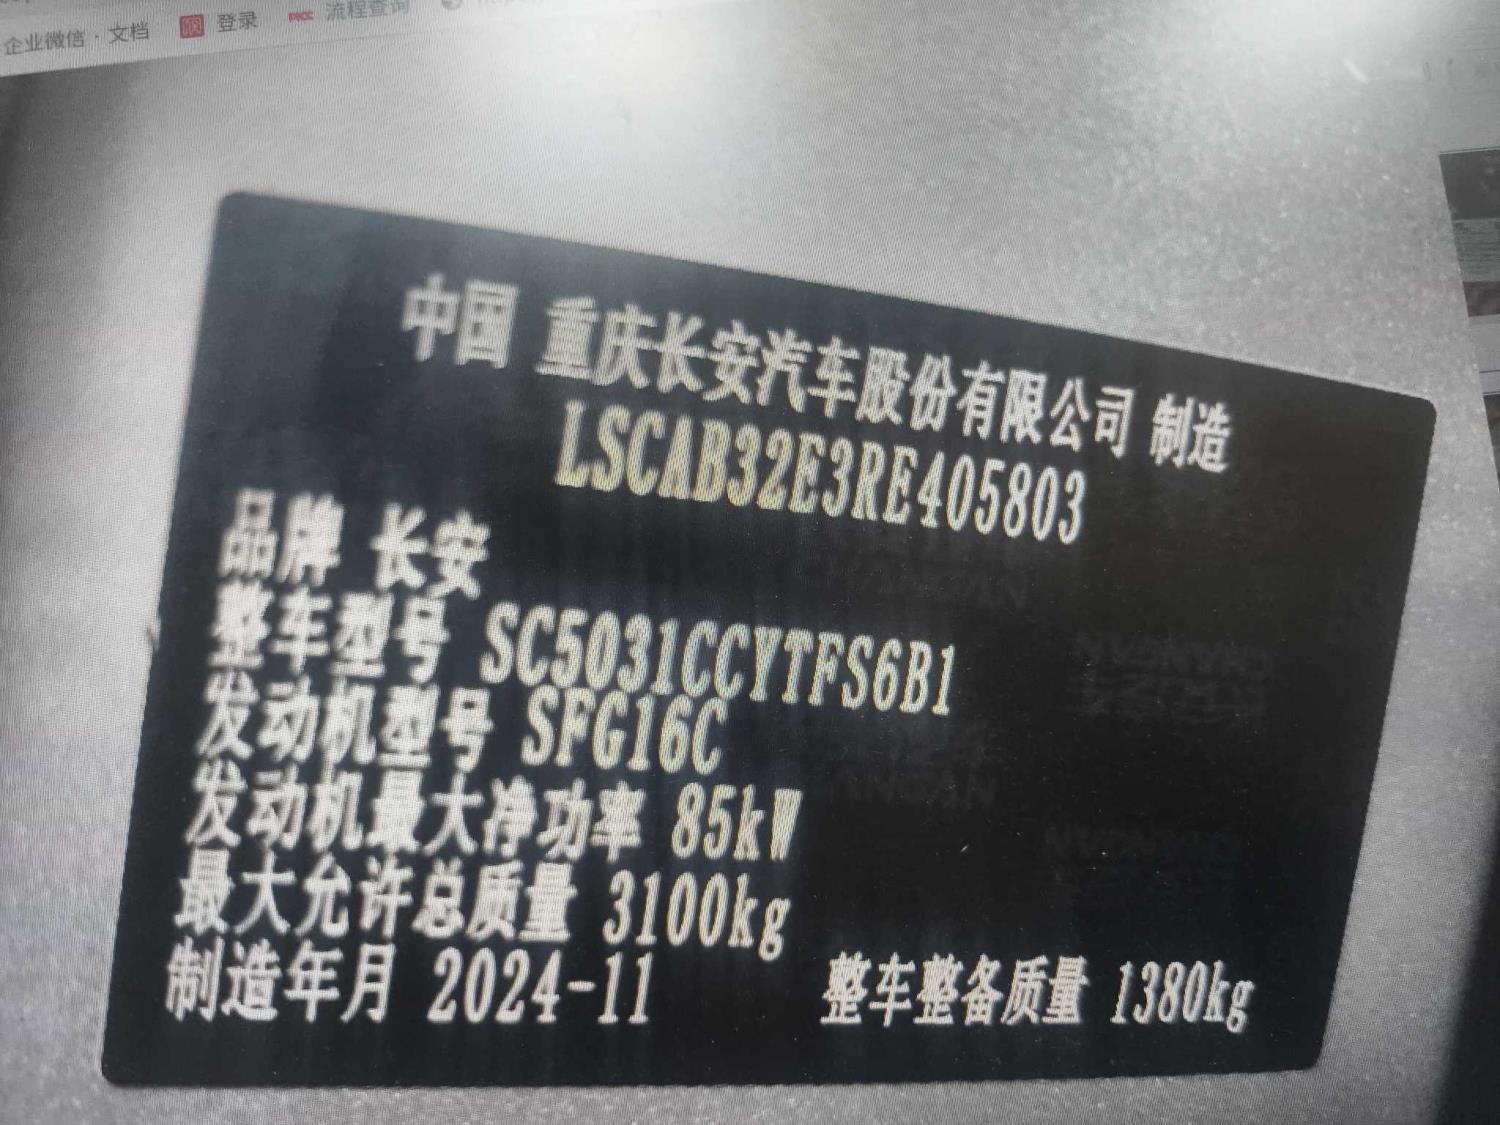 企业微信 · 文档 登录 PICC 流程查询
中国 重庆长安汽车股份有限公司 制造
LSCAB32E3RE405803
品牌 长安
整车型号 SC5031CCYTFS6B1
发动机型号 SFG16C
发动机最大净功率 85kW
最大允许总质量 3100kg
制造年月 2024-11 整车整备质量 1380kg